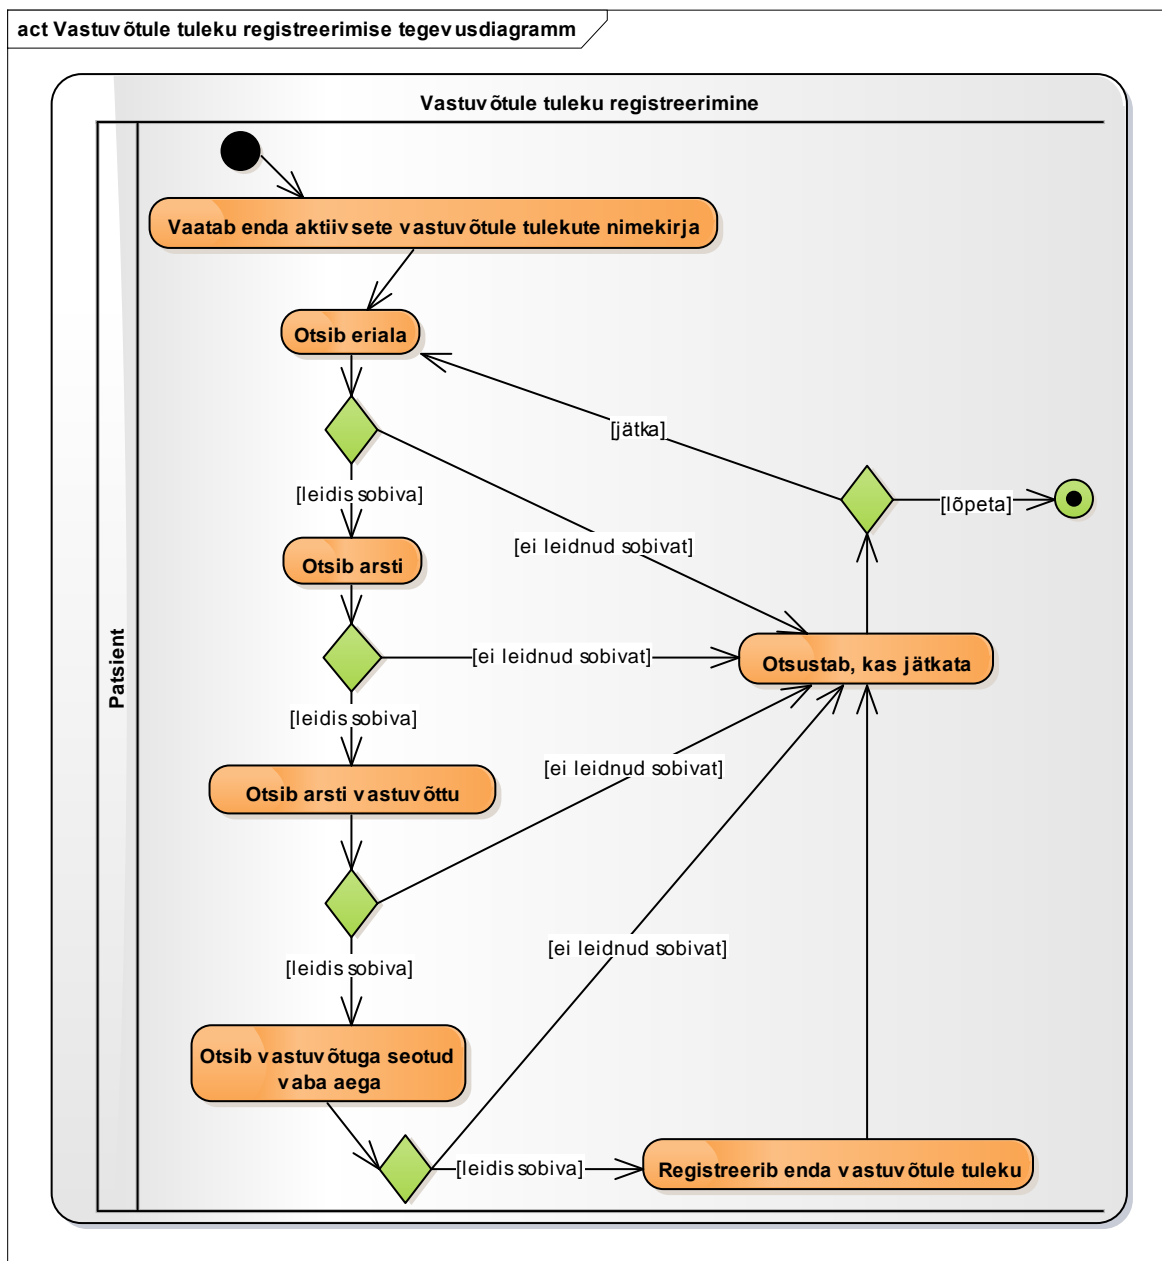 act Vastuvõtule tuleku registreerimise tegevusdiagramm
Vastuvõtule tuleku registreerimine
Patsient
Vaatab enda aktiivsete vastuvõtule tulekute nimekirja
Otsib eriala
[jätka]
[leidis sobiva]
[lõpeta]
[ei leidnud sobivat]
Otsib arsti
[ei leidnud sobivat]
Otsustab, kas jätkata
[leidis sobiva]
[ei leidnud sobivat]
Otsib arsti vastuvõttu
[ei leidnud sobivat]
[leidis sobiva]
Otsib vastuvõtuga seotud
vaba aega
[leidis sobiva]
Registreerib enda vastuvõtule tuleku